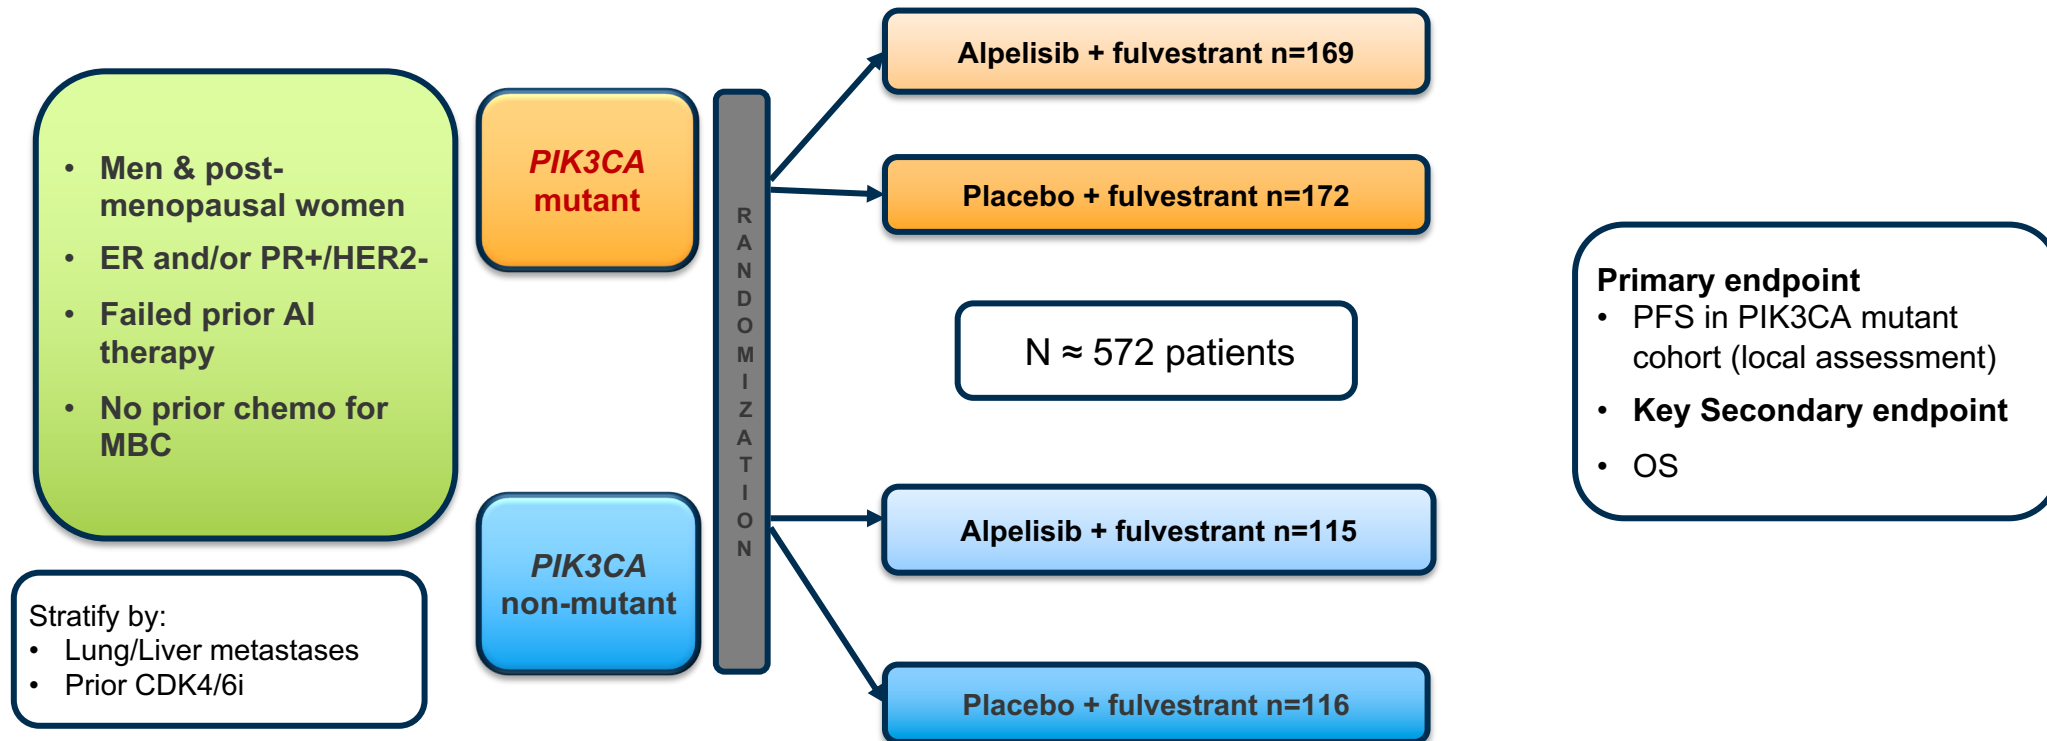 • Men & post-
menopausal women
• ER and/or PR+/HER2-
• Failed prior AI
therapy
• No prior chemo for
MBC
Stratify by:
• Lung/Liver metastases
• Prior CDK4/6i
PIK3CA
mutant
PIK3CA
non-mutant
RANDOMIZATION
Alpelisib + fulvestrant n=169
Placebo + fulvestrant n=172
N ≈ 572 patients
Alpelisib + fulvestrant n=115
Placebo + fulvestrant n=116
Primary endpoint
• PFS in PIK3CA mutant
cohort (local assessment)
• Key Secondary endpoint
• OS